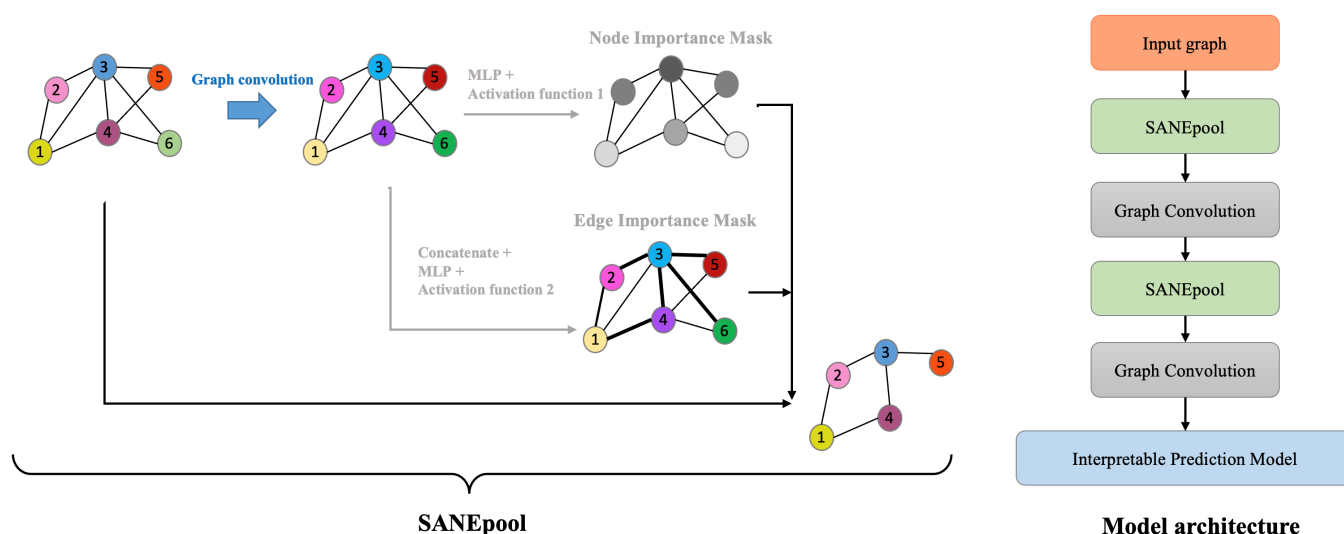 Node Importance Mask
3
2
5
4
1
6
Graph convolution
3
2
5
4
1
6
MLP +
Activation function 1
Edge Importance Mask
Concatenate +
MLP +
Activation function 2
3
2
5
4
1
6
3
2
5
4
1
SANEpool
Input graph
SANEpool
Graph Convolution
SANEpool
Graph Convolution
Interpretable Prediction Model
Model architecture